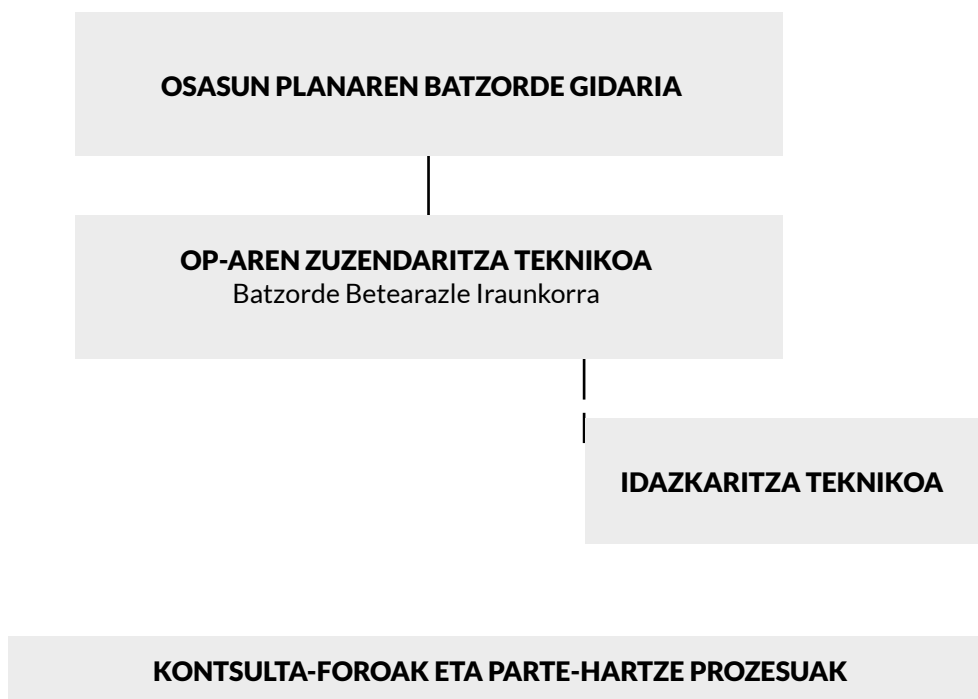 OSASUN PLANAREN BATZORDE GIDARIA
OP-AREN ZUZENDARITZA TEKNIKOA
Batzorde Betearazle Iraunkorra
IDAZKARITZA TEKNIKOA
KONTSULTA-FOROAK ETA PARTE-HARTZE PROZESUAK